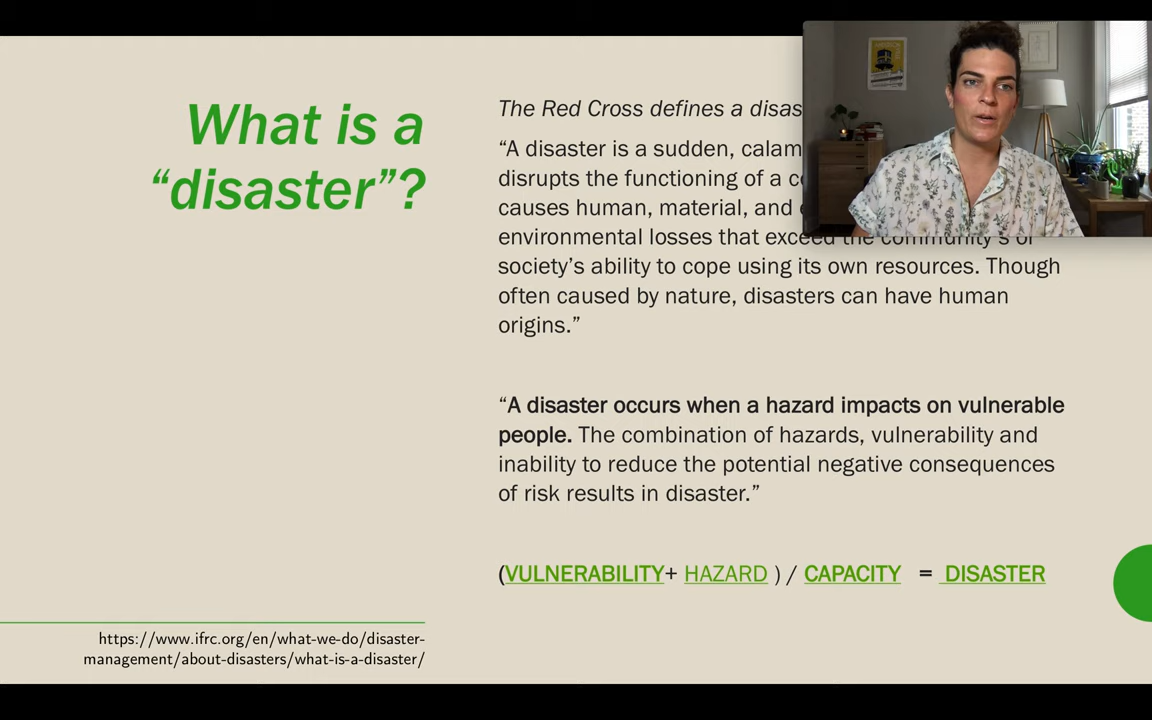 What is a
“disaster”?
The Red Cross defines a
“A disaster is a sudden,
disrupts the functioning of a
causes human, material, and
environmental losses that exceed the community’s or
society’s ability to cope using its own resources. Though
often caused by nature, disasters can have human
origins.”
“A disaster occurs when a hazard impacts on vulnerable
people. The combination of hazards, vulnerability and
inability to reduce the potential negative consequences
of risk results in disaster.”
(VULNERABILITY+ HAZARD ) / CAPACITY = DISASTER
https://www.ifrc.org/en/what-we-do/disaster-
management/about-disasters/what-is-a-disaster/